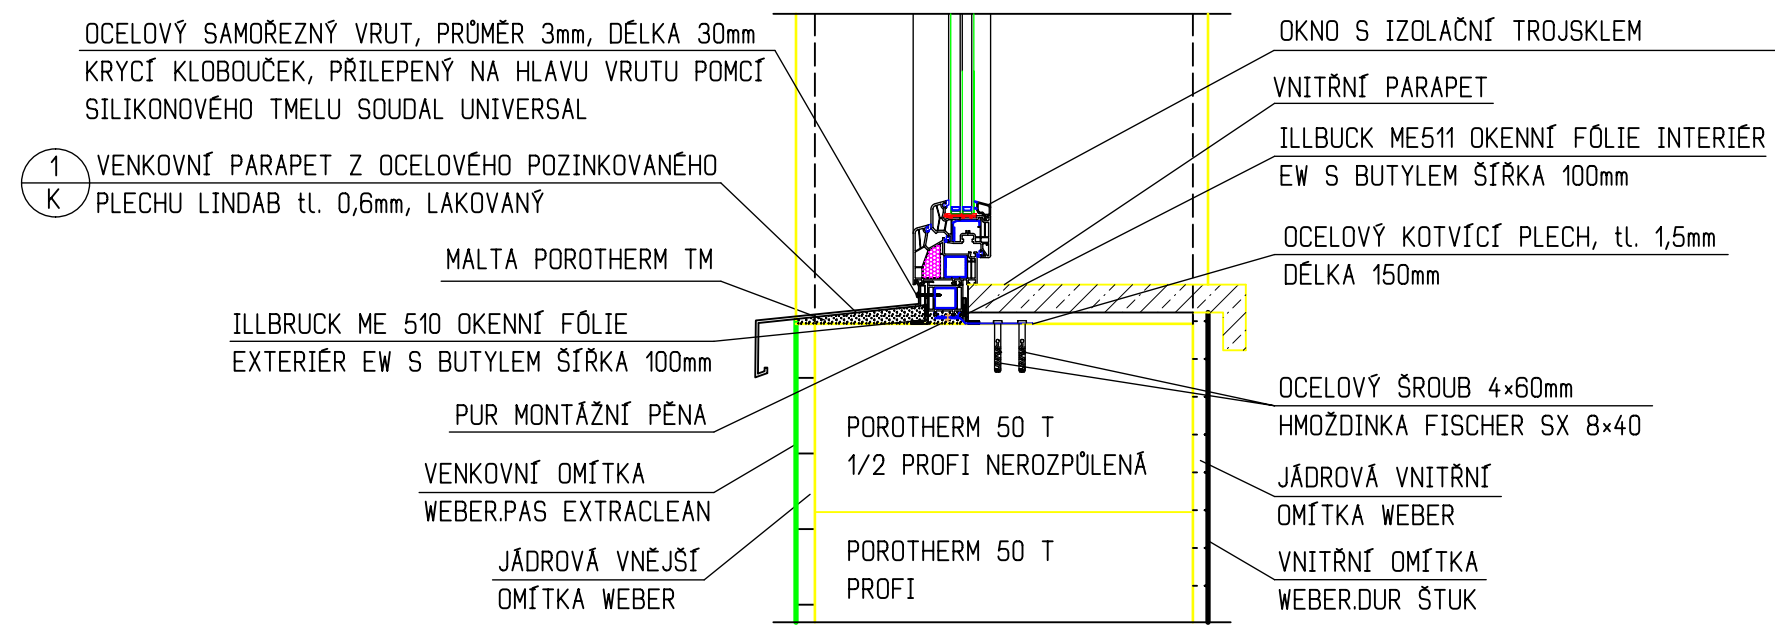 OCELOVÝ SAMOŘEZNÝ VRUT, PRŮMĚR 3mm, DÉLKA 30mm
KRYCÍ KLOBOUČEK, PŘILEPENÝ NA HLAVU VRUTU POMCÍ
SILIKONOVÉHO TMELU SOUDAL UNIVERSAL
1
K
VENKOVNÍ PARAPET Z OCELOVÉHO POZINKOVANÉHO
PLECHU LINDAB tl. 0,6mm, LAKOVANÝ
MALTA POROTHERM TM
ILLBRUCK ME 510 OKENNÍ FÓLIE
EXTERIÉR EW S BUTYLEM ŠÍŘKA 100mm
PUR MONTÁŽNÍ PĚNA
VENKOVNÍ OMÍTKA
WEBER.PAS EXTRACLEAN
JÁDROVÁ VNĚJŠÍ
OMÍTKA WEBER
POROTHERM 50 T
1/2 PROFI NEROZPŮLENÁ
POROTHERM 50 T
PROFI
OKNO S IZOLAČNÍ TROJSKLEM
VNITŘNÍ PARAPET
ILLBUCK ME511 OKENNÍ FÓLIE INTERIÉR
EW S BUTYLEM ŠÍŘKA 100mm
OCELOVÝ KOTVÍCÍ PLECH, tl. 1,5mm
DÉLKA 150mm
OCELOVÝ ŠROUB 4×60mm
HMOŽDINKA FISCHER SX 8×40
JÁDROVÁ VNITŘNÍ
OMÍTKA WEBER
VNITŘNÍ OMÍTKA
WEBER.DUR ŠTUK